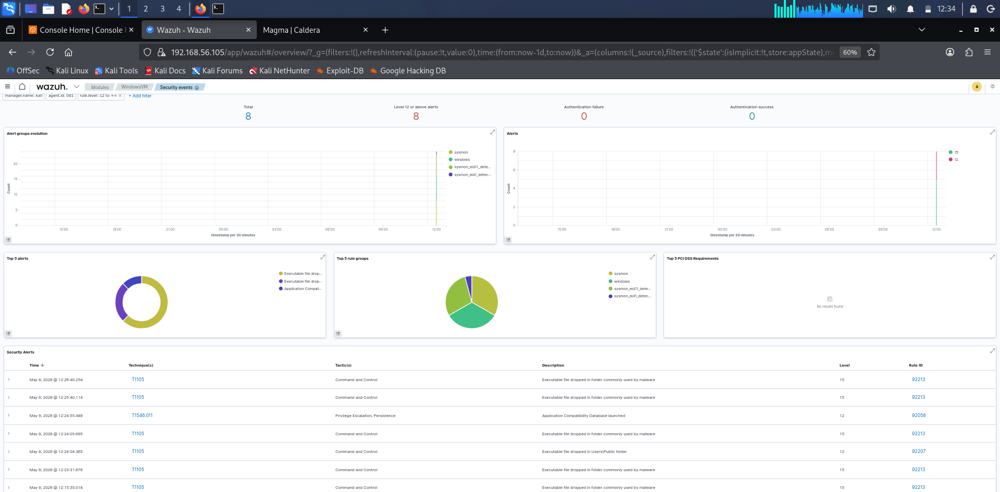 1 2 3 4 12:34
Console Home | Console
Wazuh - Wazuh
Magma | Caldera
192.168.56.105/app/wazuh#/overview/?_g=(filters:!(),refreshInterval:(pause:!t,value:0),time:(from:now-1d,to:now))&_a=(columns:!(_source),filters:!(('$state':(isImplicit:!t,store:appState),me
60%
OffSec Kali Linux Kali Tools Kali Docs Kali Forums Kali NetHunter Exploit-DB Google Hacking DB
wazuh. Modules WindowsVM Security events a
manager.name: kali agent.id: 001 rule.level: 12 to +∞ × + Add filter
Total Level 12 or above alerts Authentication failure Authentication success
8 8 0 0
Alert groups evolution
Count
20
15
10
5
0
15:00 18:00 21:00 00:00 03:00 06:00 09:00 12:00
timestamp per 30 minutes
sysmon
windows
sysmon_eid11_dete...
sysmon_eid1_detec...
Alerts
Count
8
6
4
2
0
15:00 18:00 21:00 00:00 03:00 06:00 09:00 12:00
timestamp per 30 minutes
15
12
Top 5 alerts
Executable file drop...
Executable file drop...
Application Compat...
Top 5 rule groups
sysmon
windows
sysmon_eid11_dete...
sysmon_eid1_detec...
Top 5 PCI DSS Requirements
No results found
Security Alerts
Time Technique(s) Tactic(s) Description Level Rule ID
May 9, 2026 @ 12:26:40.254 T1105 Command and Control Executable file dropped in folder commonly used by malware 15 92213
May 9, 2026 @ 12:25:40.114 T1105 Command and Control Executable file dropped in folder commonly used by malware 15 92213
May 9, 2026 @ 12:24:55.489 T1546.011 Privilege Escalation, Persistence Application Compatibility Database launched 12 92058
May 9, 2026 @ 12:24:05.695 T1105 Command and Control Executable file dropped in folder commonly used by malware 15 92213
May 9, 2026 @ 12:24:04.365 T1105 Command and Control Executable file dropped in Users\Public folder 12 92207
May 9, 2026 @ 12:23:31.676 T1105 Command and Control Executable file dropped in folder commonly used by malware 15 92213
May 9, 2026 @ 12:15:35.018 T1105 Command and Control Executable file dropped in folder commonly used by malware 15 92213